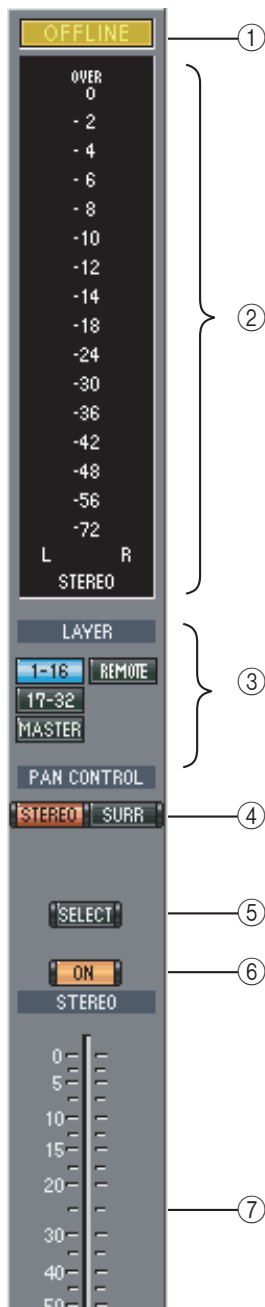 OFFLINE
①
OVER
0
- 2
- 4
- 6
- 8
-10
-12
-14
-18
-24
-30
-36
-42
-48
-56
-72
L R
STEREO
②
LAYER
1-16 REMOTE
17-32
MASTER
③
PAN CONTROL
STEREO SURR
④
SELECT
⑤
ON
⑥
STEREO
0
5
10
15
20
⑦
30
40
50